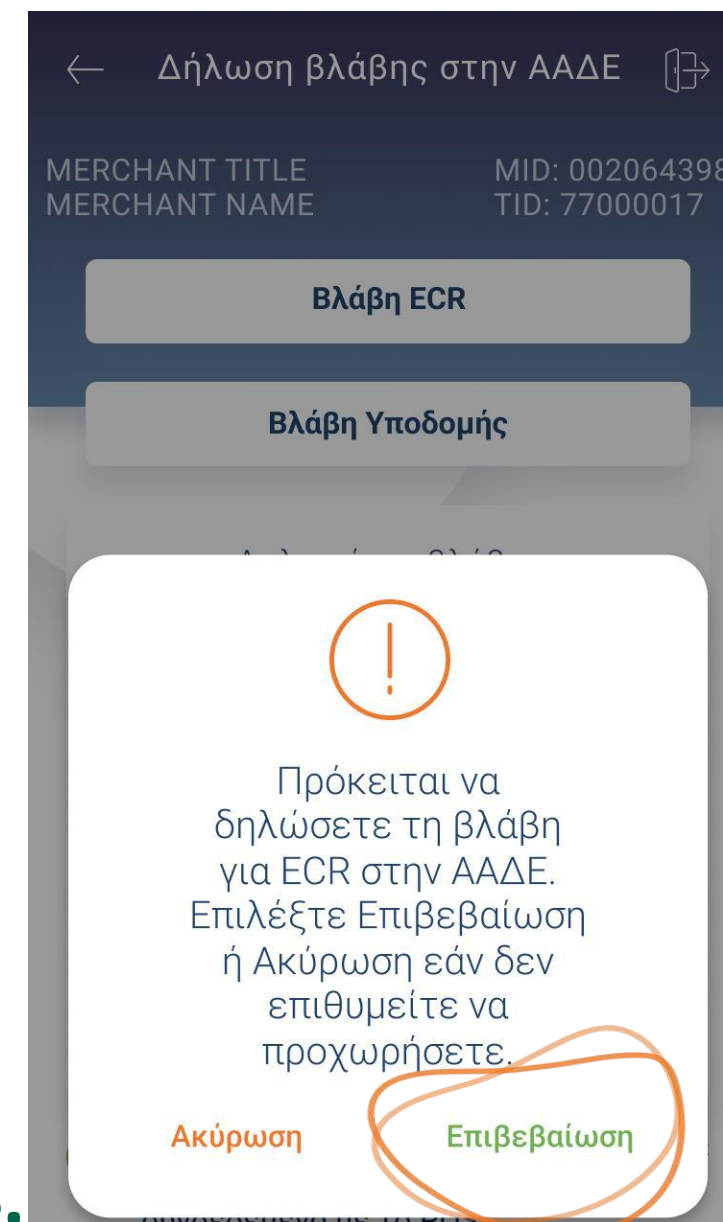 Δήλωση βλάβης στην ΑΑΔΕ
MERCHANT TITLE MID: 002064398
MERCHANT NAME TID: 77000017
Βλάβη ECR
Βλάβη Υποδομής
Πρόκειται να
δηλώσετε τη βλάβη
για ECR στην ΑΑΔΕ.
Επιλέξτε Επιβεβαίωση
ή Ακύρωση εάν δεν
επιθυμείτε να
προχωρήσετε.
Ακύρωση Επιβεβαίωση